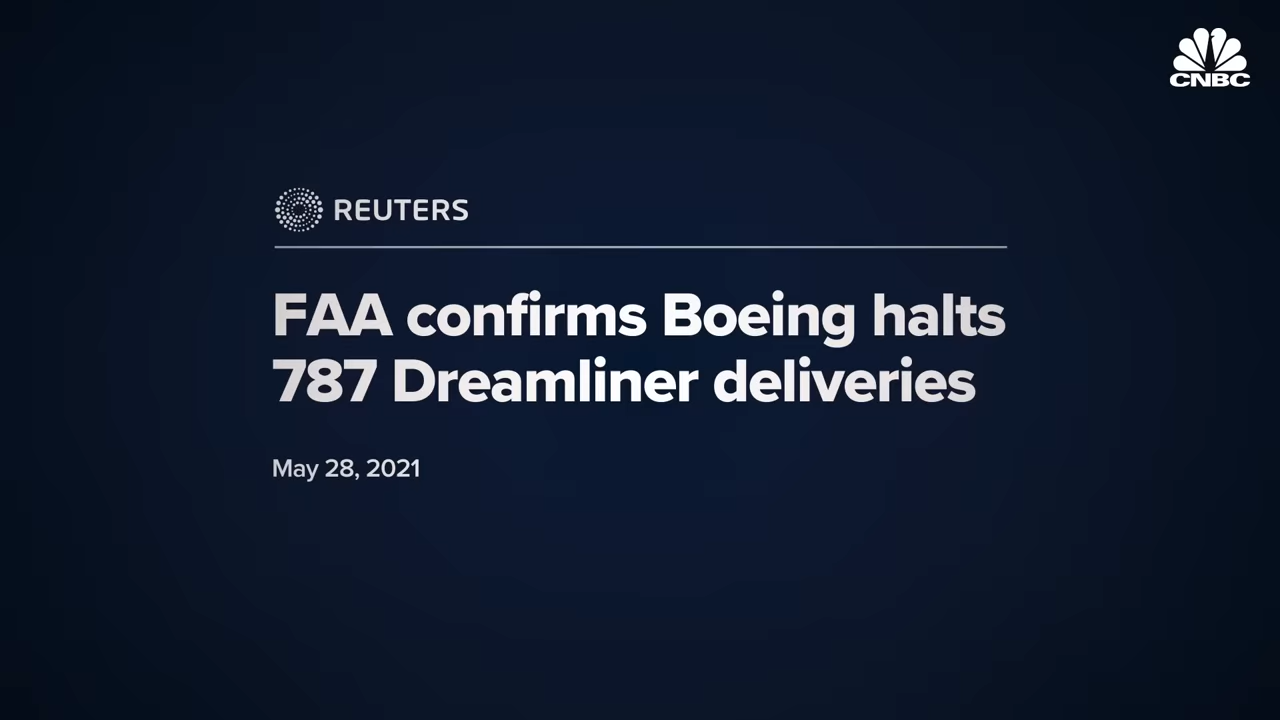 CNBC
REUTERS
FAA confirms Boeing halts
787 Dreamliner deliveries
May 28, 2021